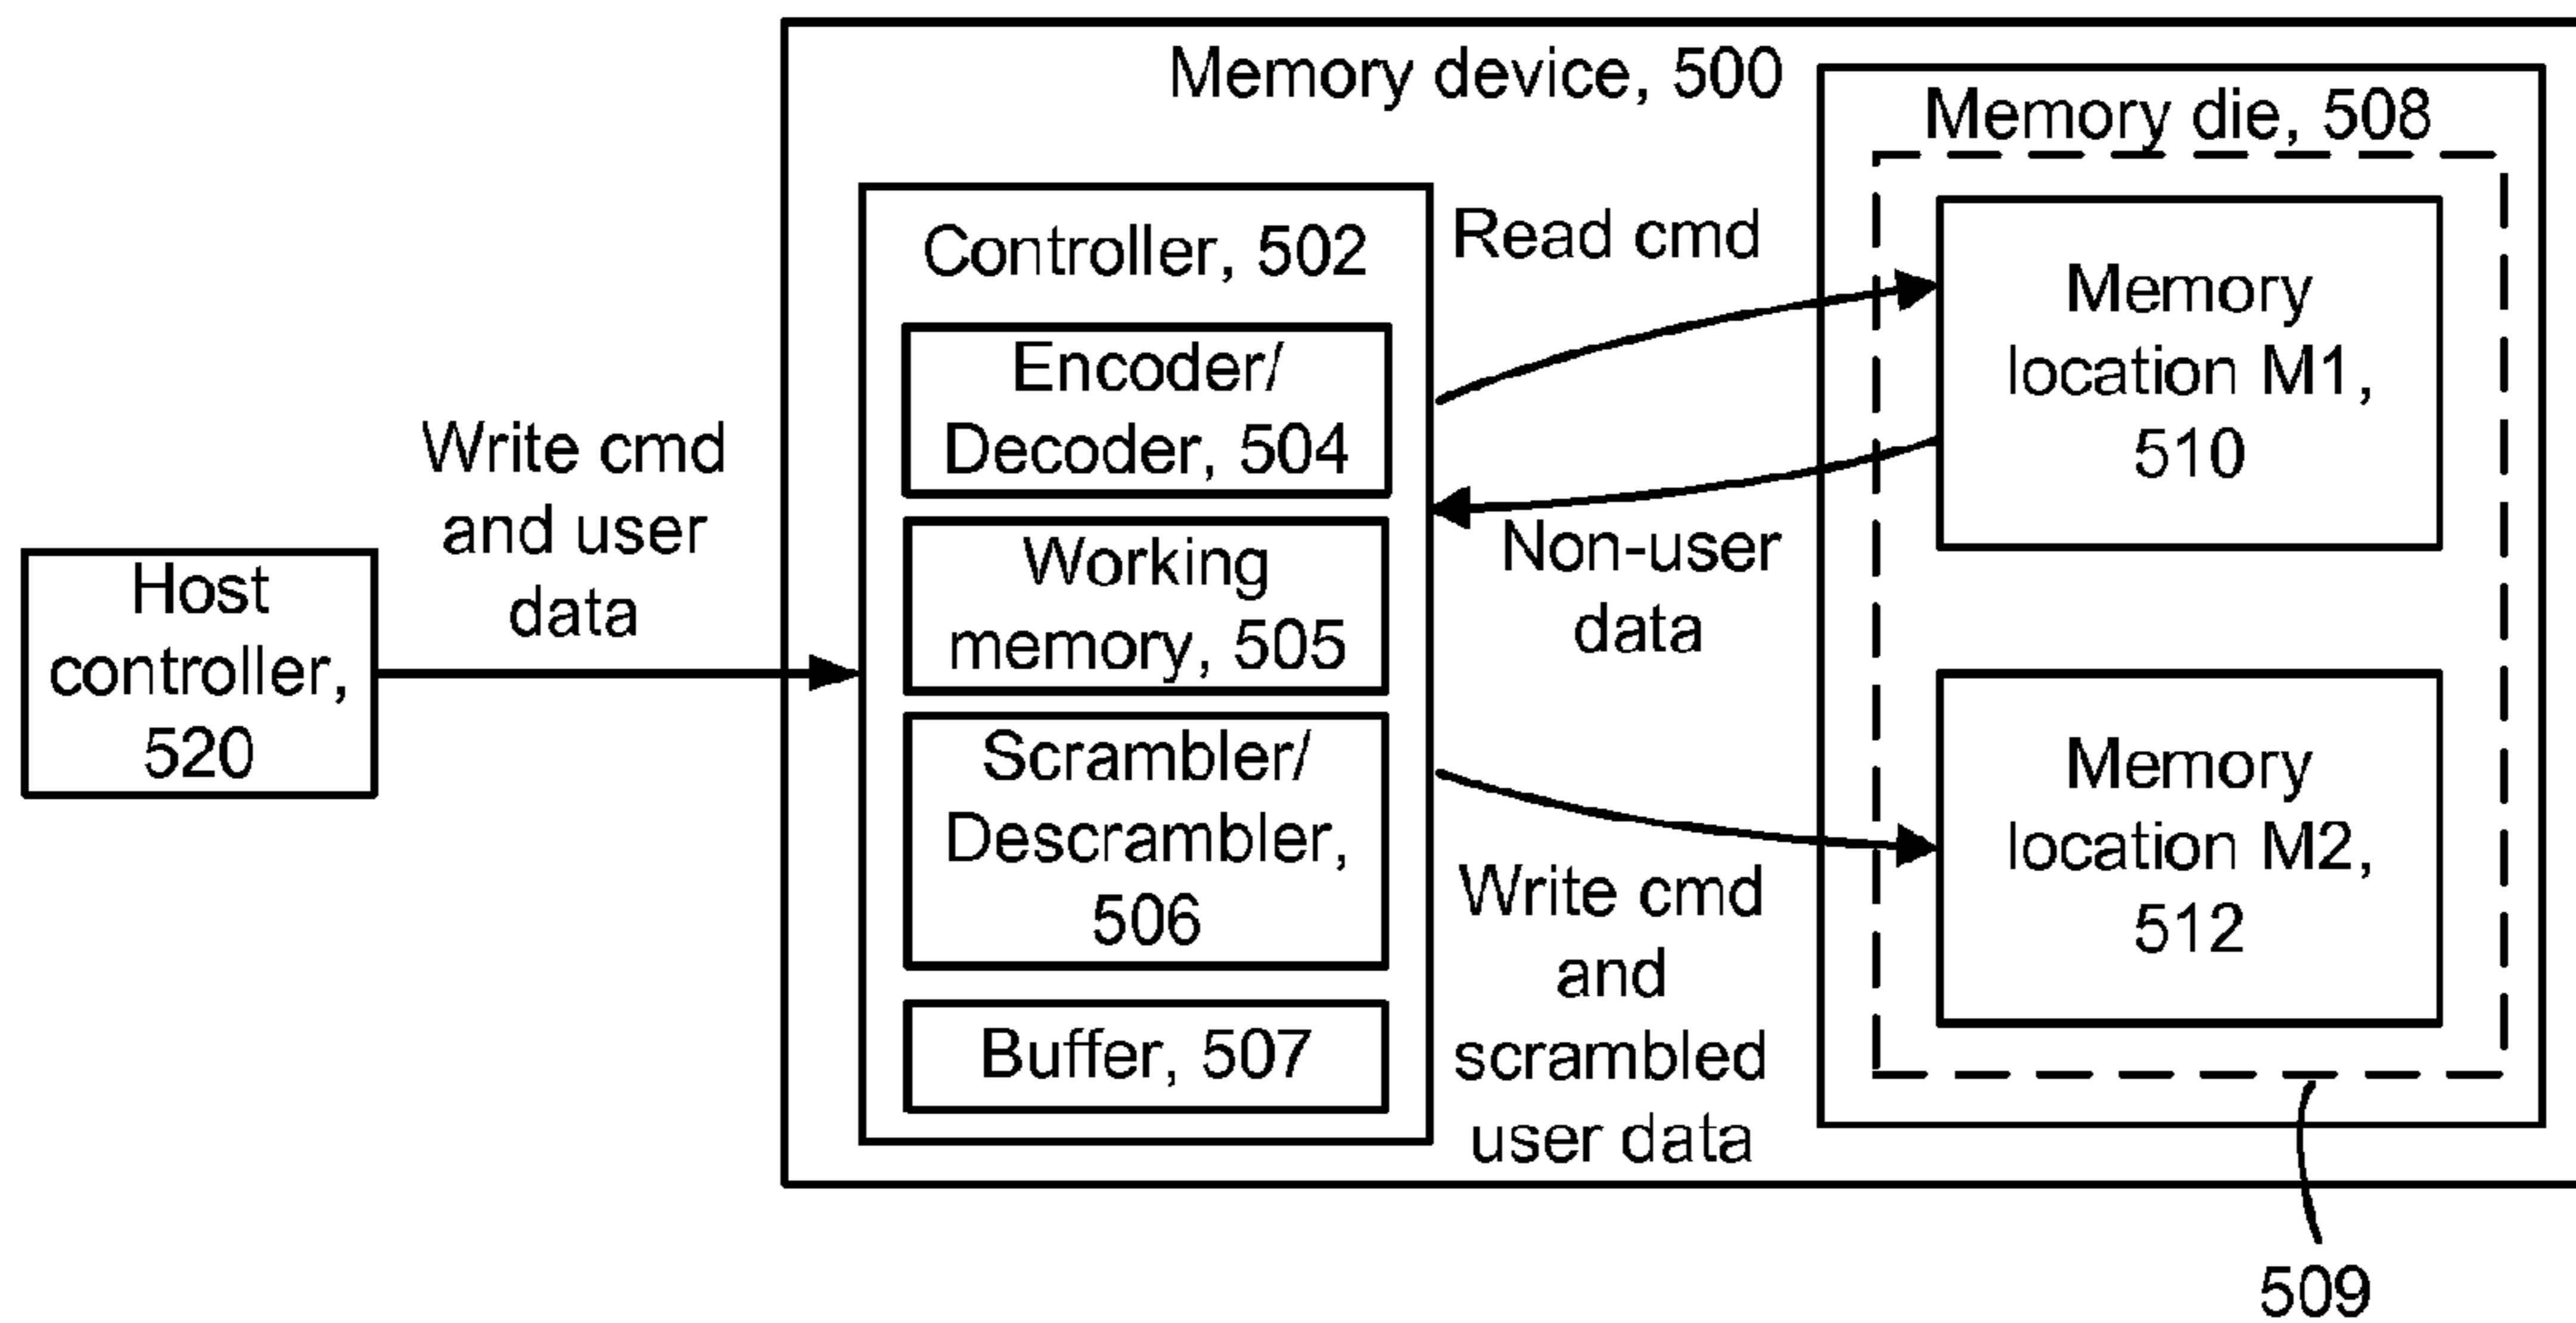 Memory device, 500
Memory die, 508
Controller, 502
Encoder/
Decoder, 504
Working
memory, 505
Scrambler/
Descrambler,
506
Buffer, 507
Host
controller,
520
Write cmd
and user
data
Read cmd
Non-user
data
Write cmd
and
scrambled
user data
Memory
location M1,
510
Memory
location M2,
512
509